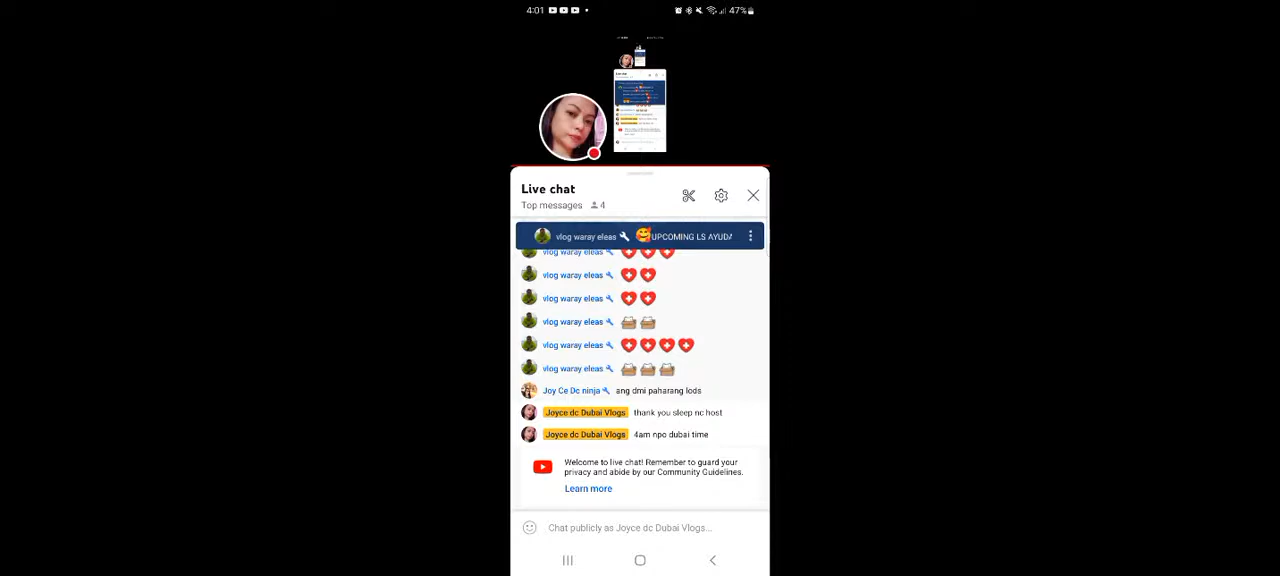 4:01
47%
Live chat
Top messages 4
vlog waray eleas UPCOMING LS AYUDA
vlog waray eleas
vlog waray eleas
vlog waray eleas
vlog waray eleas
vlog waray eleas
vlog waray eleas
Joy Ce Dc ninja ang dmi paharang lods
Joyce dc Dubai Vlogs thank you sleep nc host
Joyce dc Dubai Vlogs 4am npo dubai time
Welcome to live chat! Remember to guard your
privacy and abide by our Community Guidelines.
Learn more
Chat publicly as Joyce dc Dubai Vlogs...